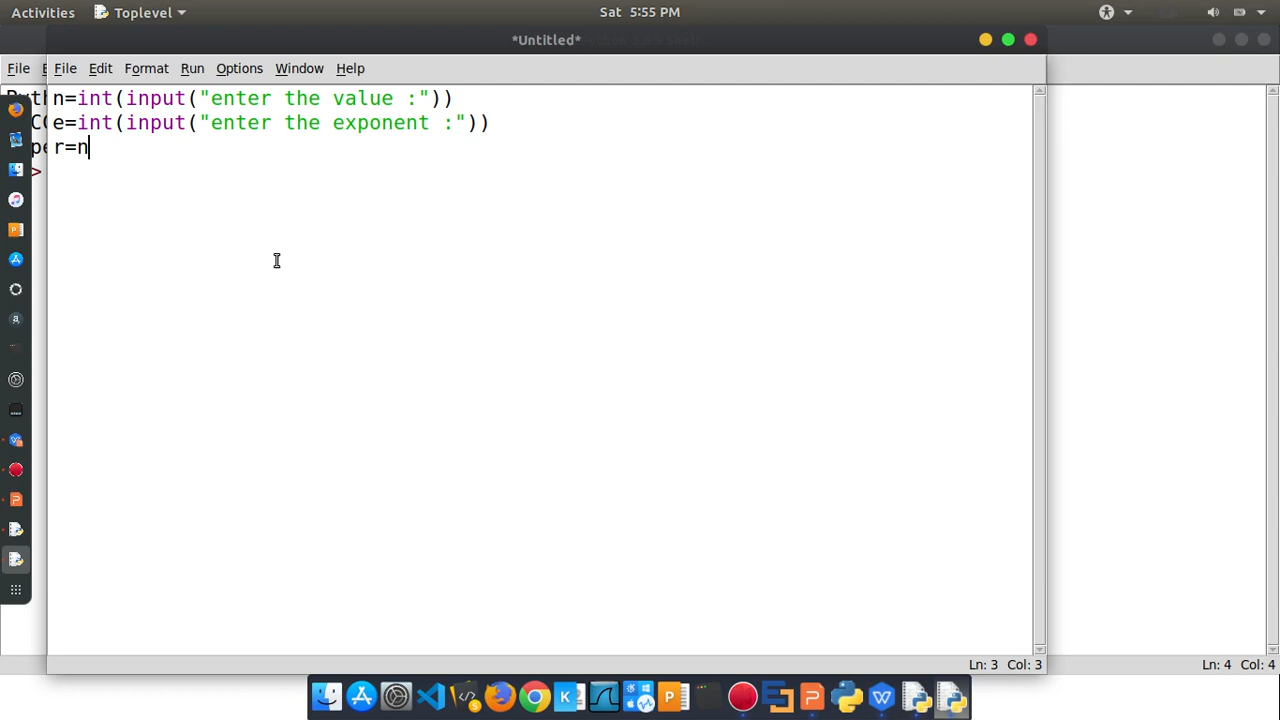 Activities Toplevel Sat 5:55 PM
*Untitled*
File File Edit Format Run Options Window Help
n=int(input("enter the value :"))
e=int(input("enter the exponent :"))
r=n
Ln: 3 Col: 3 Ln: 4 Col: 4